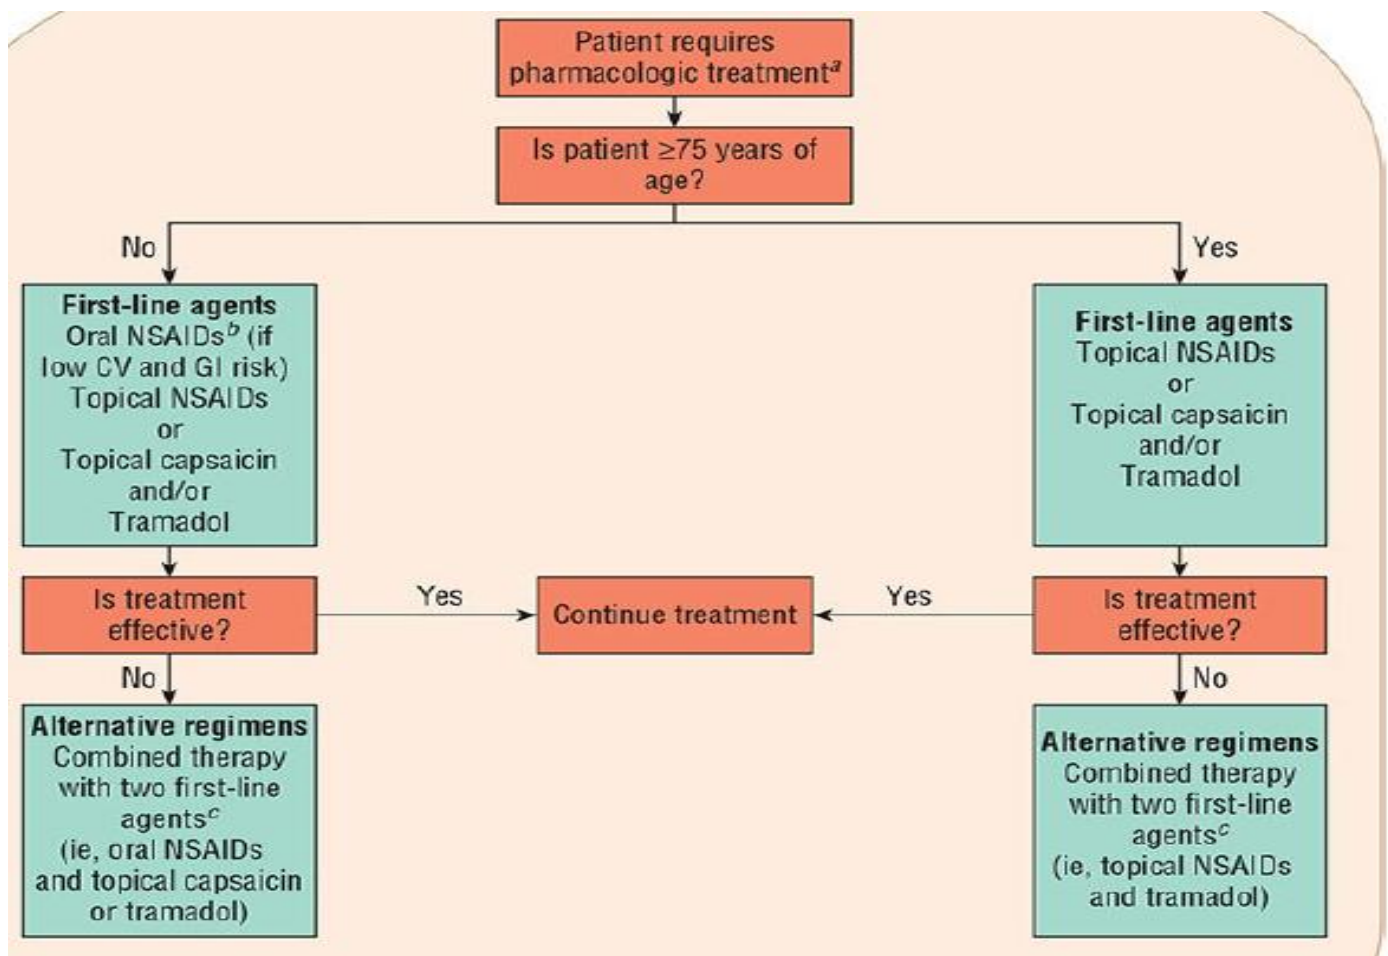 Patient requires
pharmacologic treatmentᵃ
Is patient ≥75 years of
age?
No
Yes
First-line agents
Oral NSAIDsᵇ (if
low CV and GI risk)
Topical NSAIDs
or
Topical capsaicin
and/or
Tramadol
First-line agents
Topical NSAIDs
or
Topical capsaicin
and/or
Tramadol
Is treatment
effective?
Yes
Continue treatment
Yes
Is treatment
effective?
No
No
Alternative regimens
Combined therapy
with two first-line
agentsᶜ
(ie, oral NSAIDs
and topical capsaicin
or tramadol)
Alternative regimens
Combined therapy
with two first-line
agentsᶜ
(ie, topical NSAIDs
and tramadol)